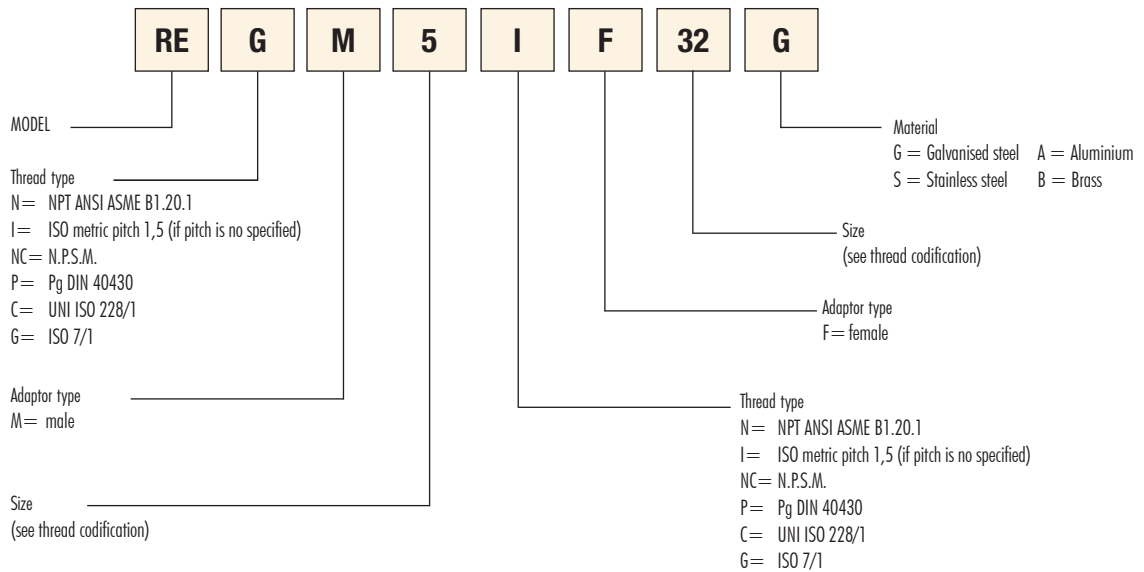 RE G M 5 I F 32 G
MODEL
Thread type
N= NPT ANSI ASME B1.20.1
I= ISO metric pitch 1,5 (if pitch is no specified)
NC= N.P.S.M.
P= Pg DIN 40430
C= UNI ISO 228/1
G= ISO 7/1
Adaptor type
M= male
Size
(see thread codification)
Material
G = Galvanised steel A = Aluminium
S = Stainless steel B = Brass
Size
(see thread codification)
Adaptor type
F= female
Thread type
N= NPT ANSI ASME B1.20.1
I= ISO metric pitch 1,5 (if pitch is no specified)
NC= N.P.S.M.
P= Pg DIN 40430
C= UNI ISO 228/1
G= ISO 7/1